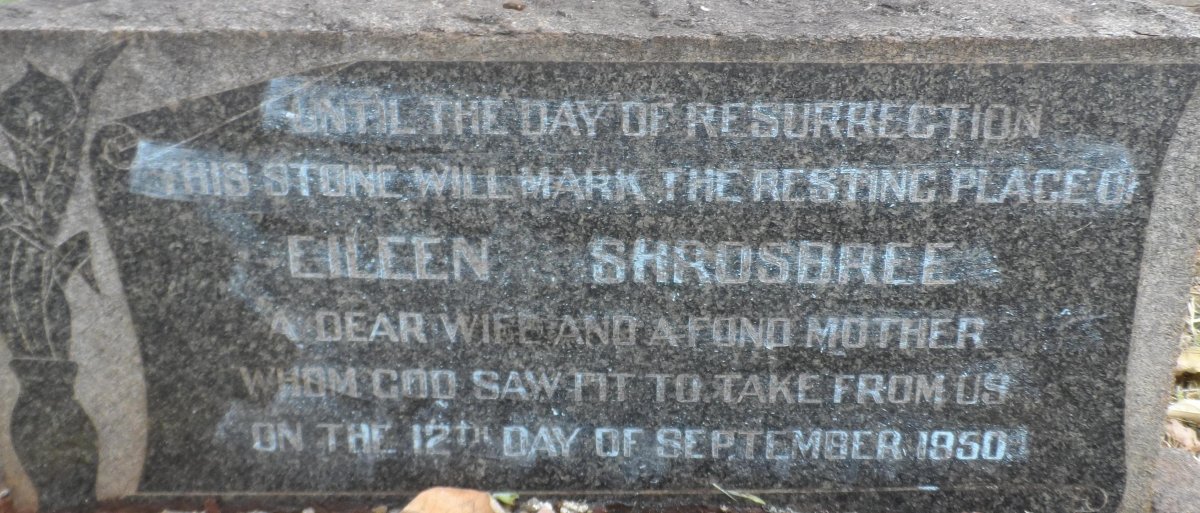 UNTIL THE DAY OF RESURRECTION
THIS STONE WILL MARK THE RESTING PLACE OF
EILEEN SHROSBREE
A DEAR WIFE AND A FOND MOTHER
WHOM GOD SAW FIT TO TAKE FROM US
ON THE 12TH DAY OF SEPTEMBER 1950.